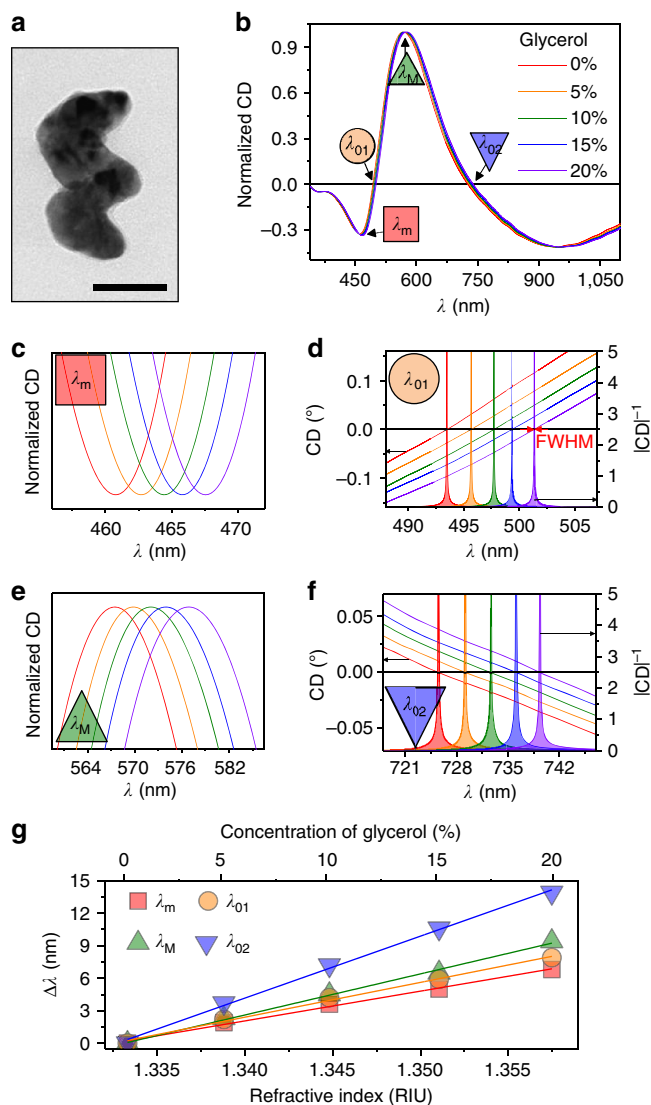 a
b
Normalized CD
0.9
0.6
0.3
0.0
−0.3
Glycerol
0%
5%
10%
15%
20%
λM
λ01
λ02
λm
450 600 750 900 1,050
λ (nm)
c
Normalized CD
λm
460 465 470
λ (nm)
d
CD (°)
0.1
0.0
−0.1
λ01
FWHM
5
4
3
2
1
0
|CD|⁻¹
490 495 500 505
λ (nm)
e
Normalized CD
λM
564 570 576 582
λ (nm)
f
CD (°)
0.05
0.00
−0.05
λ02
5
4
3
2
1
0
|CD|⁻¹
721 728 735 742
λ (nm)
g
Concentration of glycerol (%)
0 5 10 15 20
Δλ (nm)
15
12
9
6
3
0
λm λ01
λM λ02
1.335 1.340 1.345 1.350 1.355
Refractive index (RIU)